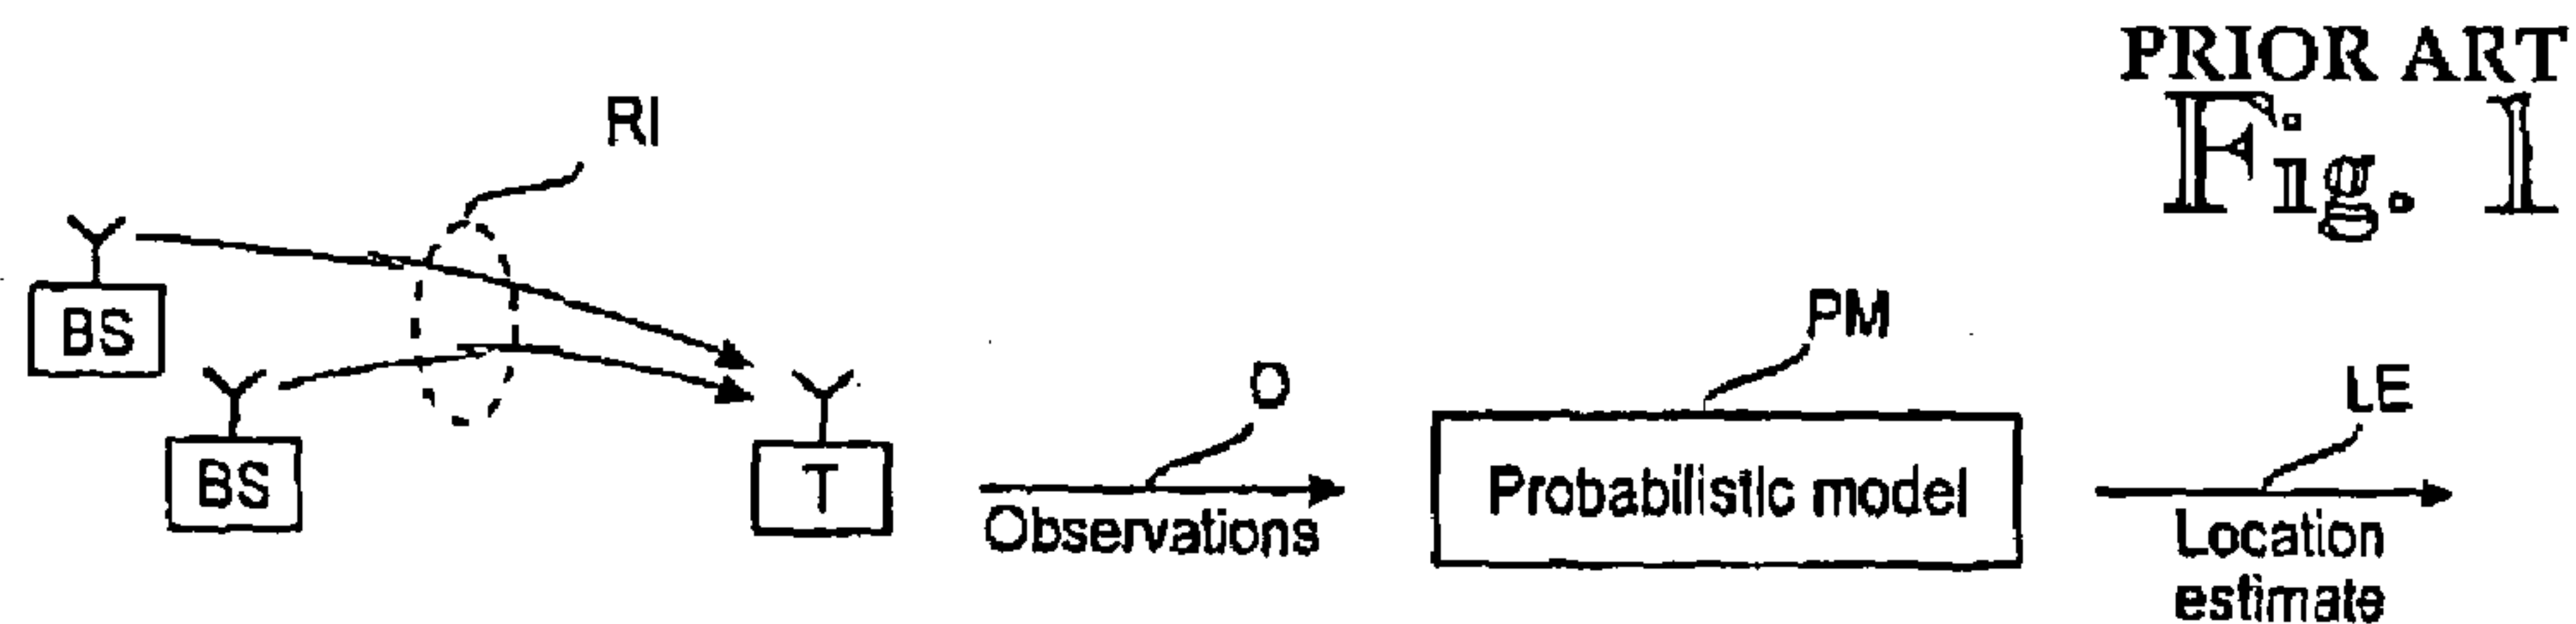 PRIOR ART
Fig. 1
RI
BS
BS
T
O
Observations
PM
Probabilistic model
LE
Location
estimate